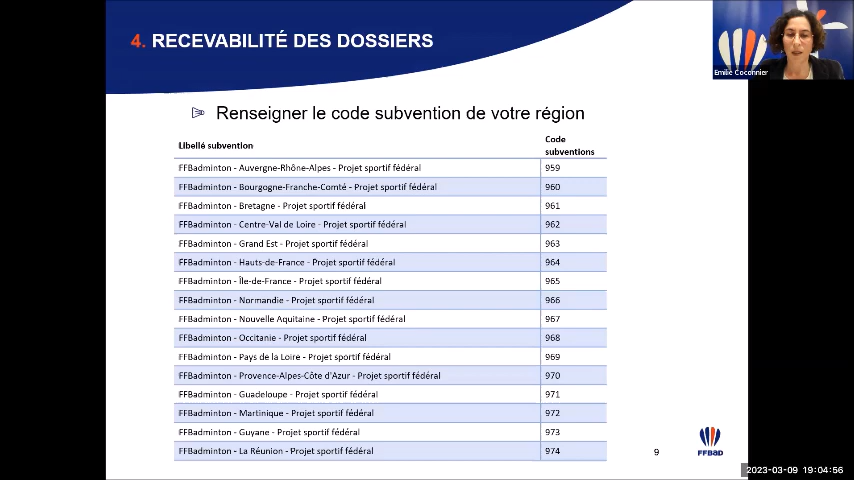 4. RECEVABILITÉ DES DOSSIERS
Emilie Coconnier
Renseigner le code subvention de votre région
Libellé subvention Code subventions
FFBadminton - Auvergne-Rhône-Alpes - Projet sportif fédéral 959
FFBadminton - Bourgogne-Franche-Comté - Projet sportif fédéral 960
FFBadminton - Bretagne - Projet sportif fédéral 961
FFBadminton - Centre-Val de Loire - Projet sportif fédéral 962
FFBadminton - Grand Est - Projet sportif fédéral 963
FFBadminton - Hauts-de-France - Projet sportif fédéral 964
FFBadminton - Île-de-France - Projet sportif fédéral 965
FFBadminton - Normandie - Projet sportif fédéral 966
FFBadminton - Nouvelle Aquitaine - Projet sportif fédéral 967
FFBadminton - Occitanie - Projet sportif fédéral 968
FFBadminton - Pays de la Loire - Projet sportif fédéral 969
FFBadminton - Provence-Alpes-Côte d'Azur - Projet sportif fédéral 970
FFBadminton - Guadeloupe - Projet sportif fédéral 971
FFBadminton - Martinique - Projet sportif fédéral 972
FFBadminton - Guyane - Projet sportif fédéral 973
FFBadminton - La Réunion - Projet sportif fédéral 974
9
FFBaD
2023-03-09 19:04:56